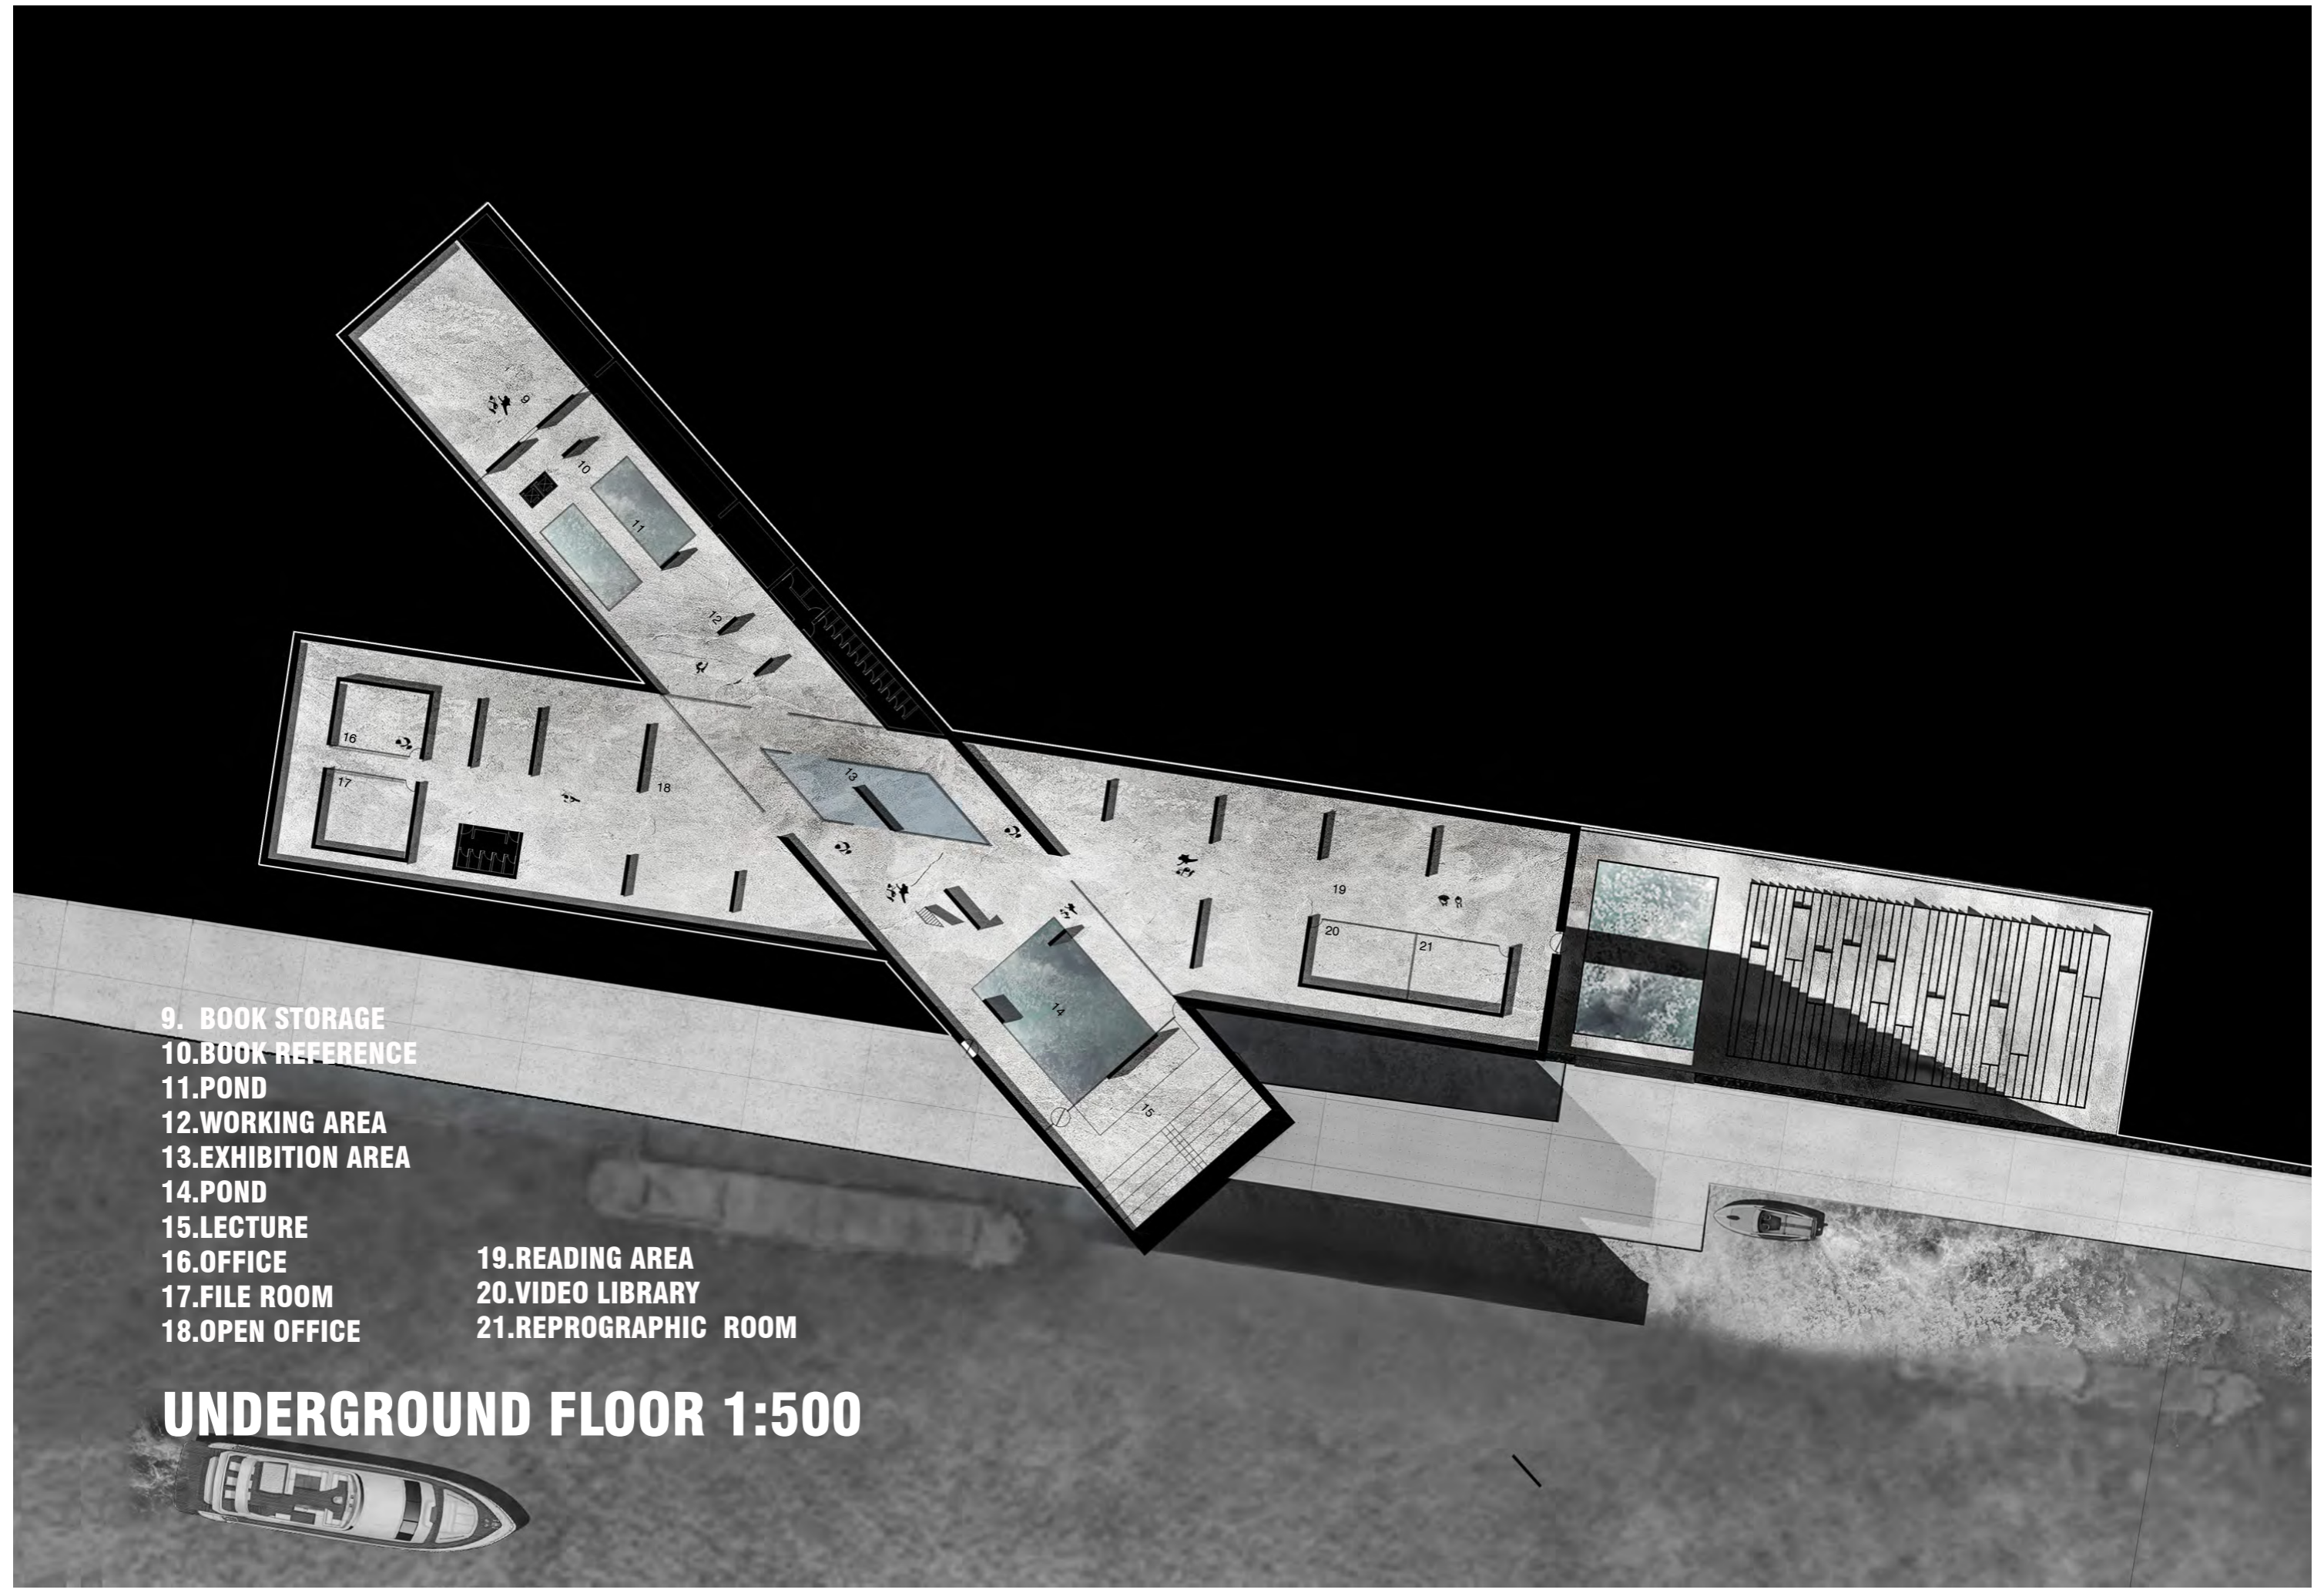 9
10
11
12
16
17
18
13
19
20
21
14
15
9. BOOK STORAGE
10.BOOK REFERENCE
11.POND
12.WORKING AREA
13.EXHIBITION AREA
14.POND
15.LECTURE
16.OFFICE
17.FILE ROOM
18.OPEN OFFICE
19.READING AREA
20.VIDEO LIBRARY
21.REPROGRAPHIC ROOM
UNDERGROUND FLOOR 1:500